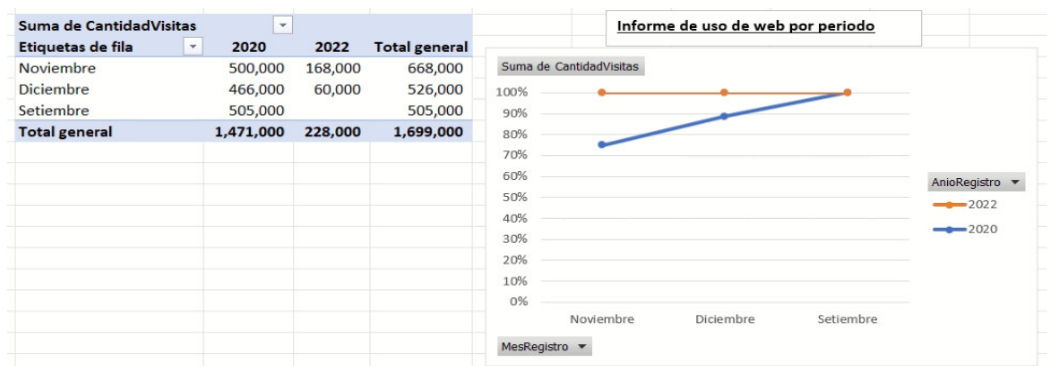 Suma de CantidadVisitas
Etiquetas de fila 2020 2022 Total general
Noviembre 500,000 168,000 668,000
Diciembre 466,000 60,000 526,000
Setiembre 505,000 505,000
Total general 1,471,000 228,000 1,699,000
Informe de uso de web por periodo
Suma de CantidadVisitas
100%
90%
80%
70%
60%
50%
40%
30%
20%
10%
0%
Noviembre Diciembre Setiembre
MesRegistro
AnioRegistro
2022
2020